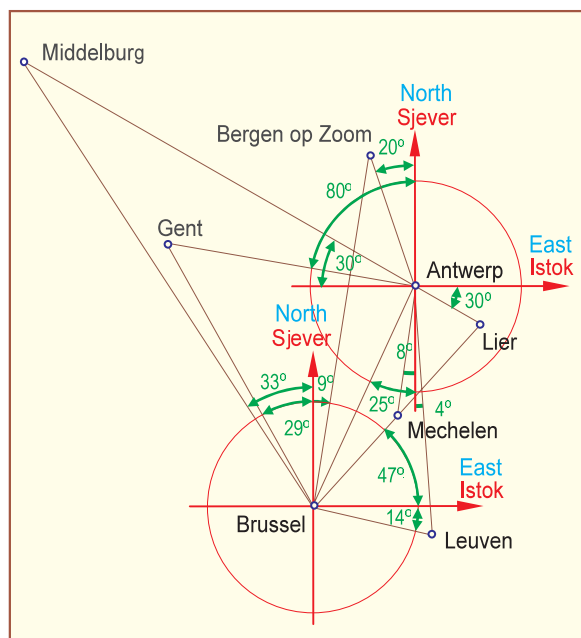 Middelburg
North
Sjever
Bergen op Zoom
20º
80º
Gent
30º
East
Istok
Antwerp
30º
Lier
North
Sjever
8º
33º
9º
29º
25º
4º
Mechelen
47º
East
Istok
Brussel
14º
Leuven